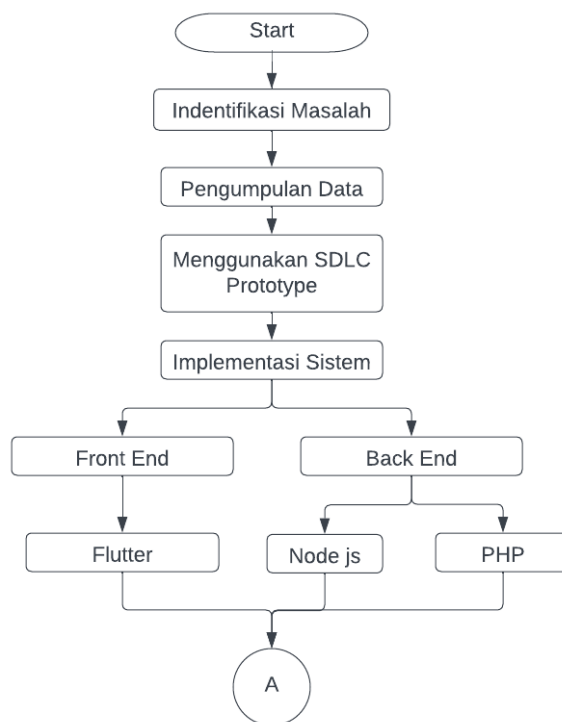 Start
Indentifikasi Masalah
Pengumpulan Data
Menggunakan SDLC
Prototype
Implementasi Sistem
Front End
Back End
Flutter
Node js
PHP
A